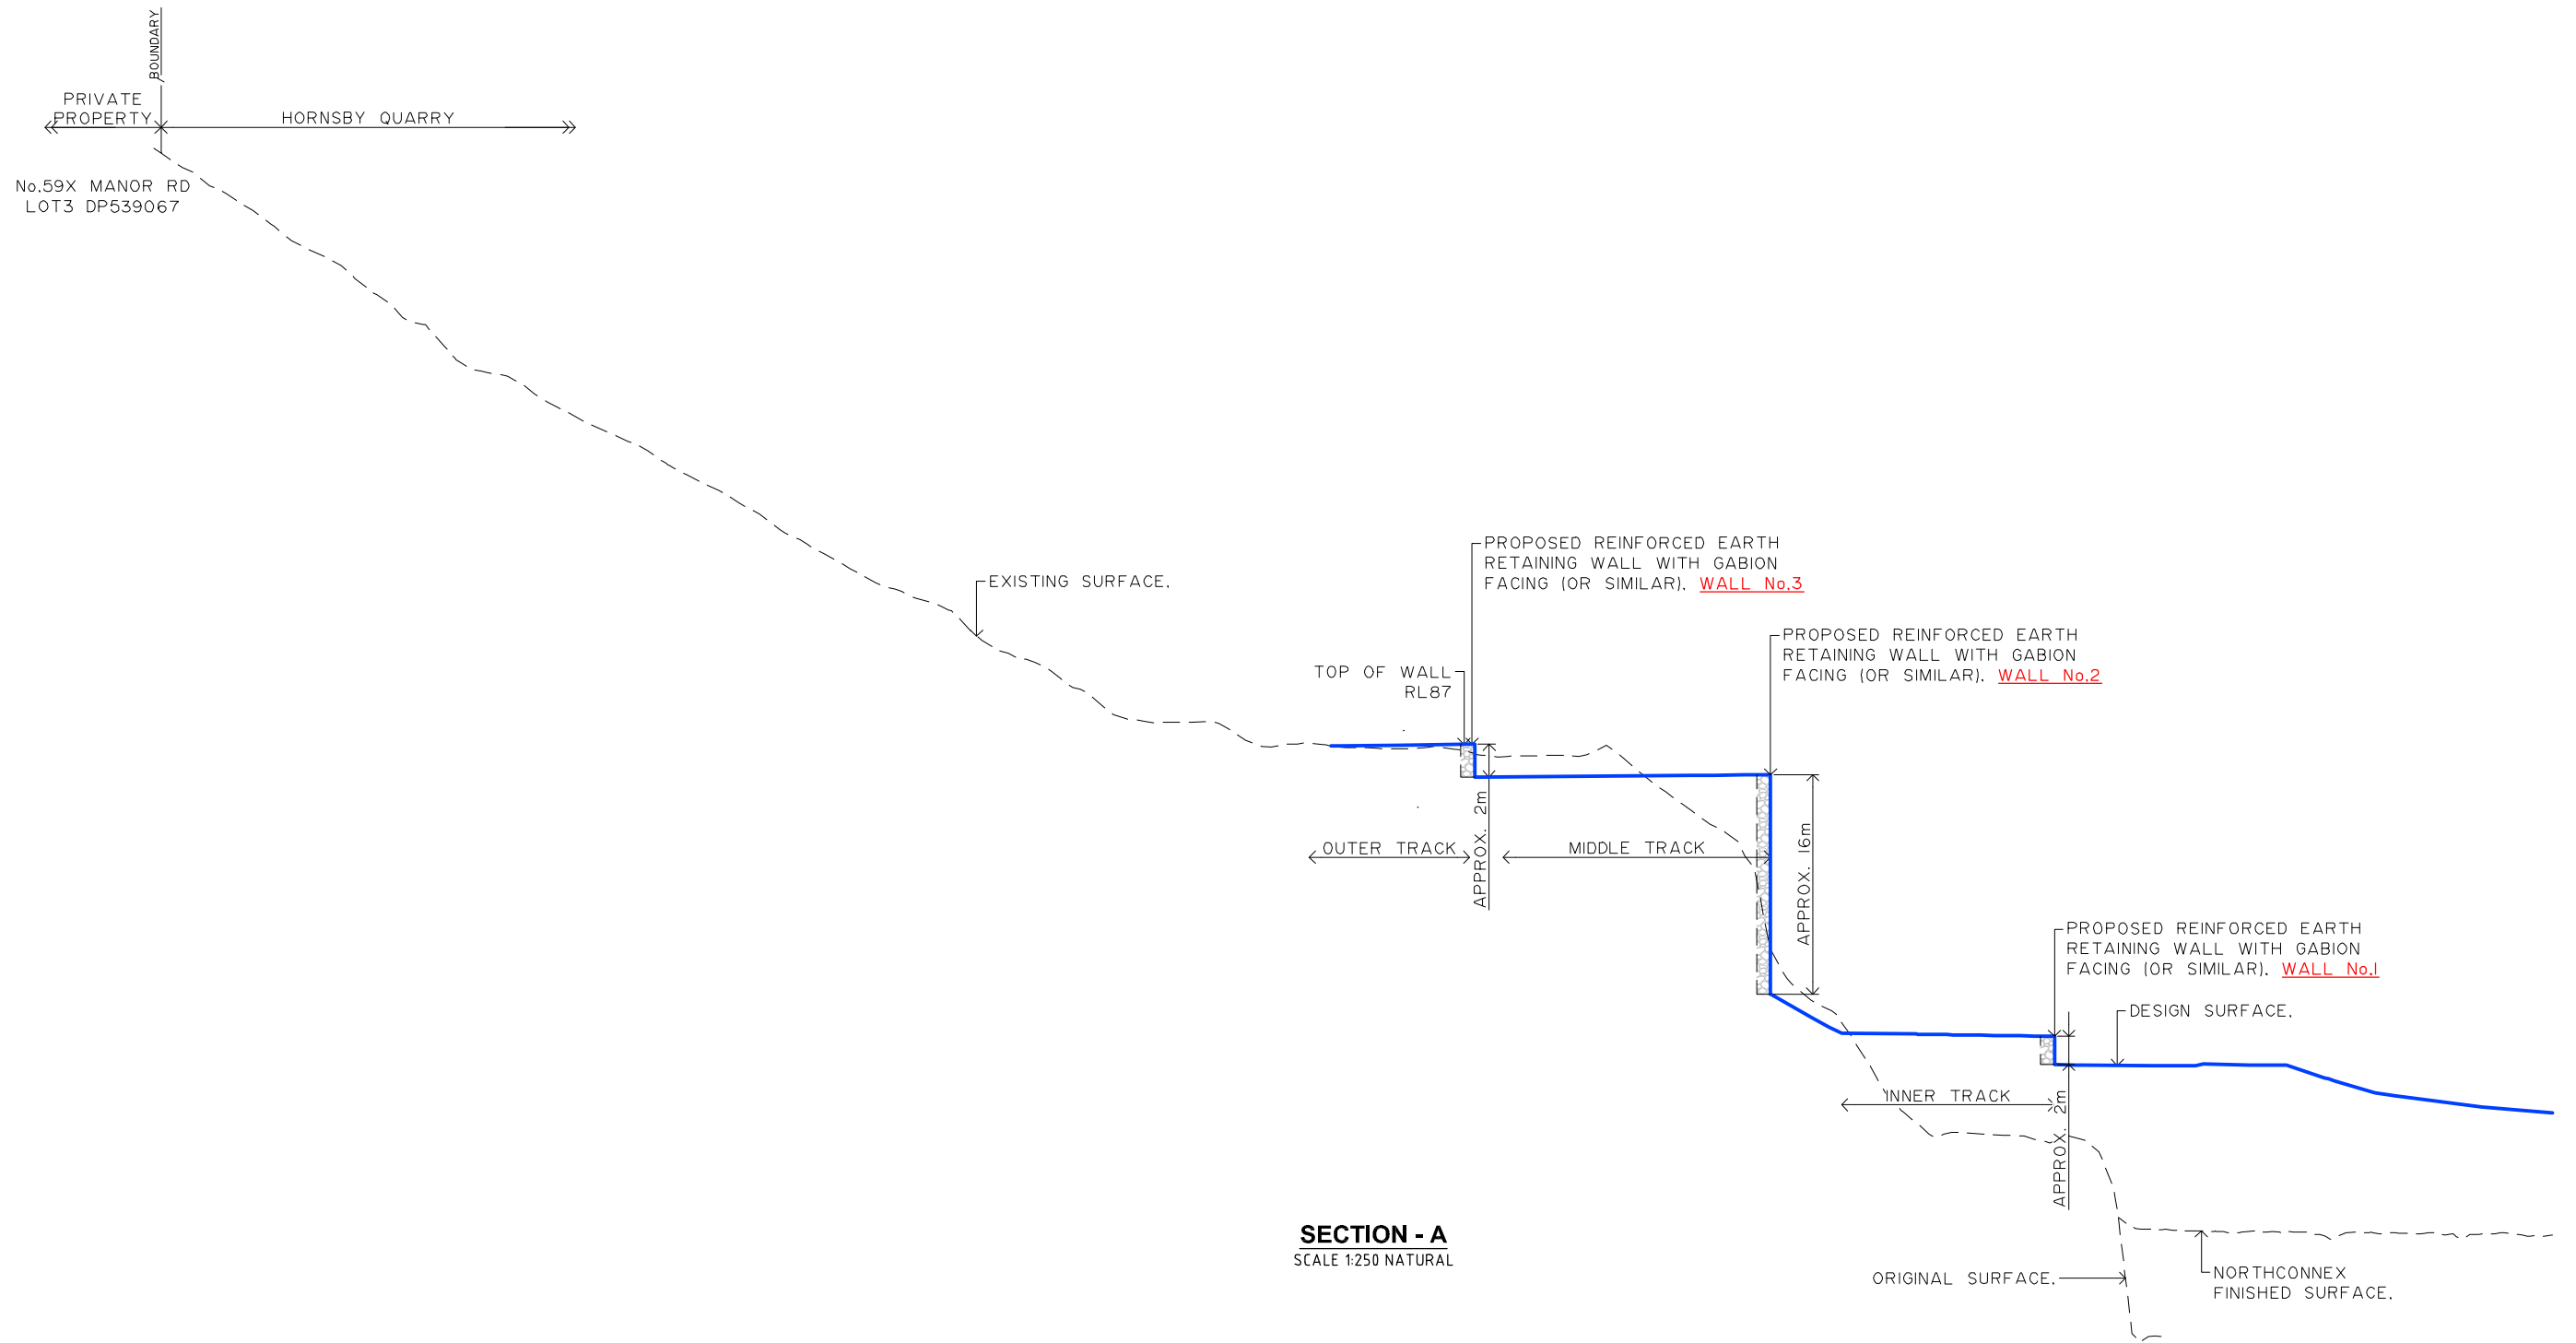 BOUNDARY
PRIVATE
PROPERTY
HORNSBY QUARRY
No.59X MANOR RD
LOT3 DP539067
EXISTING SURFACE.
PROPOSED REINFORCED EARTH
RETAINING WALL WITH GABION
FACING (OR SIMILAR). WALL No.3
TOP OF WALL
RL87
PROPOSED REINFORCED EARTH
RETAINING WALL WITH GABION
FACING (OR SIMILAR). WALL No.2
APPROX. 2m
OUTER TRACK
MIDDLE TRACK
APPROX. 16m
PROPOSED REINFORCED EARTH
RETAINING WALL WITH GABION
FACING (OR SIMILAR). WALL No.1
DESIGN SURFACE.
INNER TRACK
APPROX. 2m
SECTION - A
SCALE 1:250 NATURAL
ORIGINAL SURFACE.
NORTHCONNEX
FINISHED SURFACE.